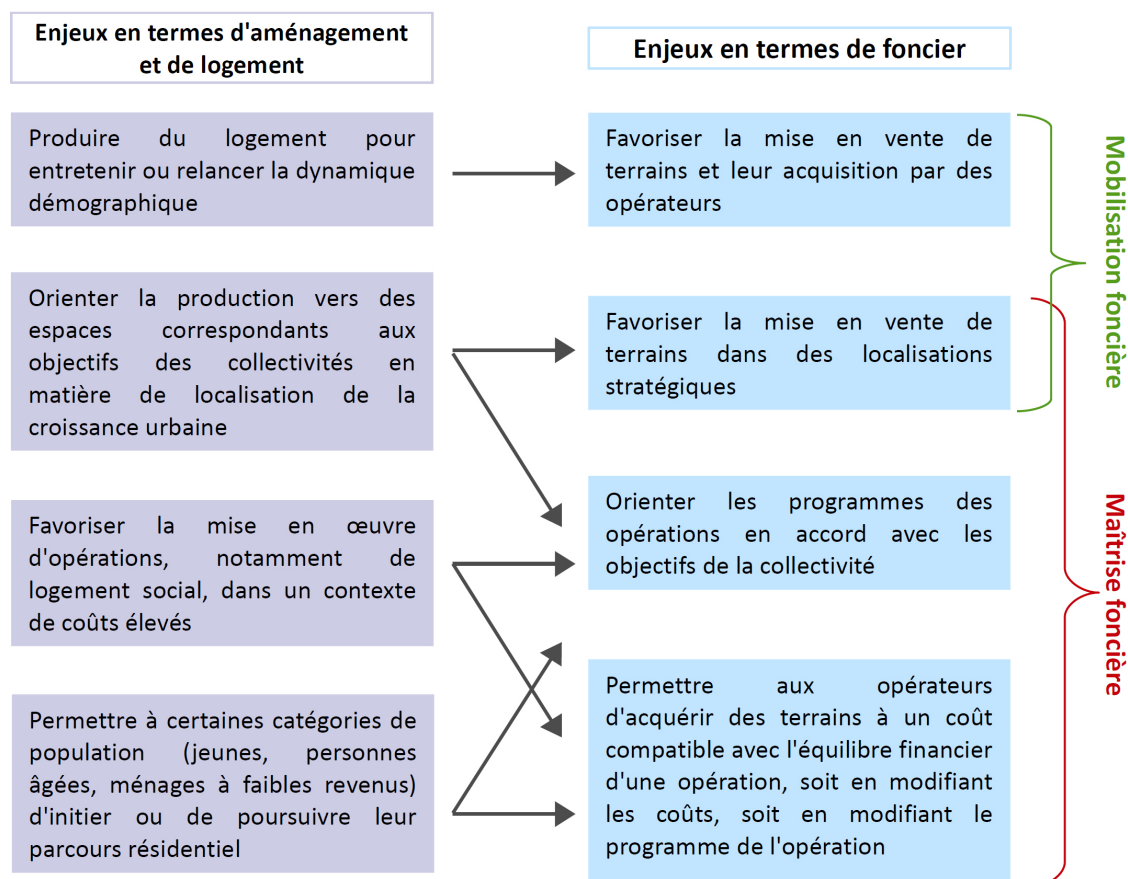 Enjeux en termes d'aménagement
et de logement
Enjeux en termes de foncier
Produire du logement pour
entretenir ou relancer la dynamique
démographique
Favoriser la mise en vente de
terrains et leur acquisition par des
opérateurs
Orienter la production vers des
espaces correspondants aux
objectifs des collectivités en
matière de localisation de la
croissance urbaine
Favoriser la mise en vente de
terrains dans des localisations
stratégiques
Favoriser la mise en œuvre
d'opérations, notamment de
logement social, dans un contexte
de coûts élevés
Orienter les programmes des
opérations en accord avec les
objectifs de la collectivité
Permettre à certaines catégories de
population (jeunes, personnes
âgées, ménages à faibles revenus)
d'initier ou de poursuivre leur
parcours résidentiel
Permettre aux opérateurs
d'acquérir des terrains à un coût
compatible avec l'équilibre financier
d'une opération, soit en modifiant
les coûts, soit en modifiant le
programme de l'opération
Mobilisation foncière
Maîtrise foncière